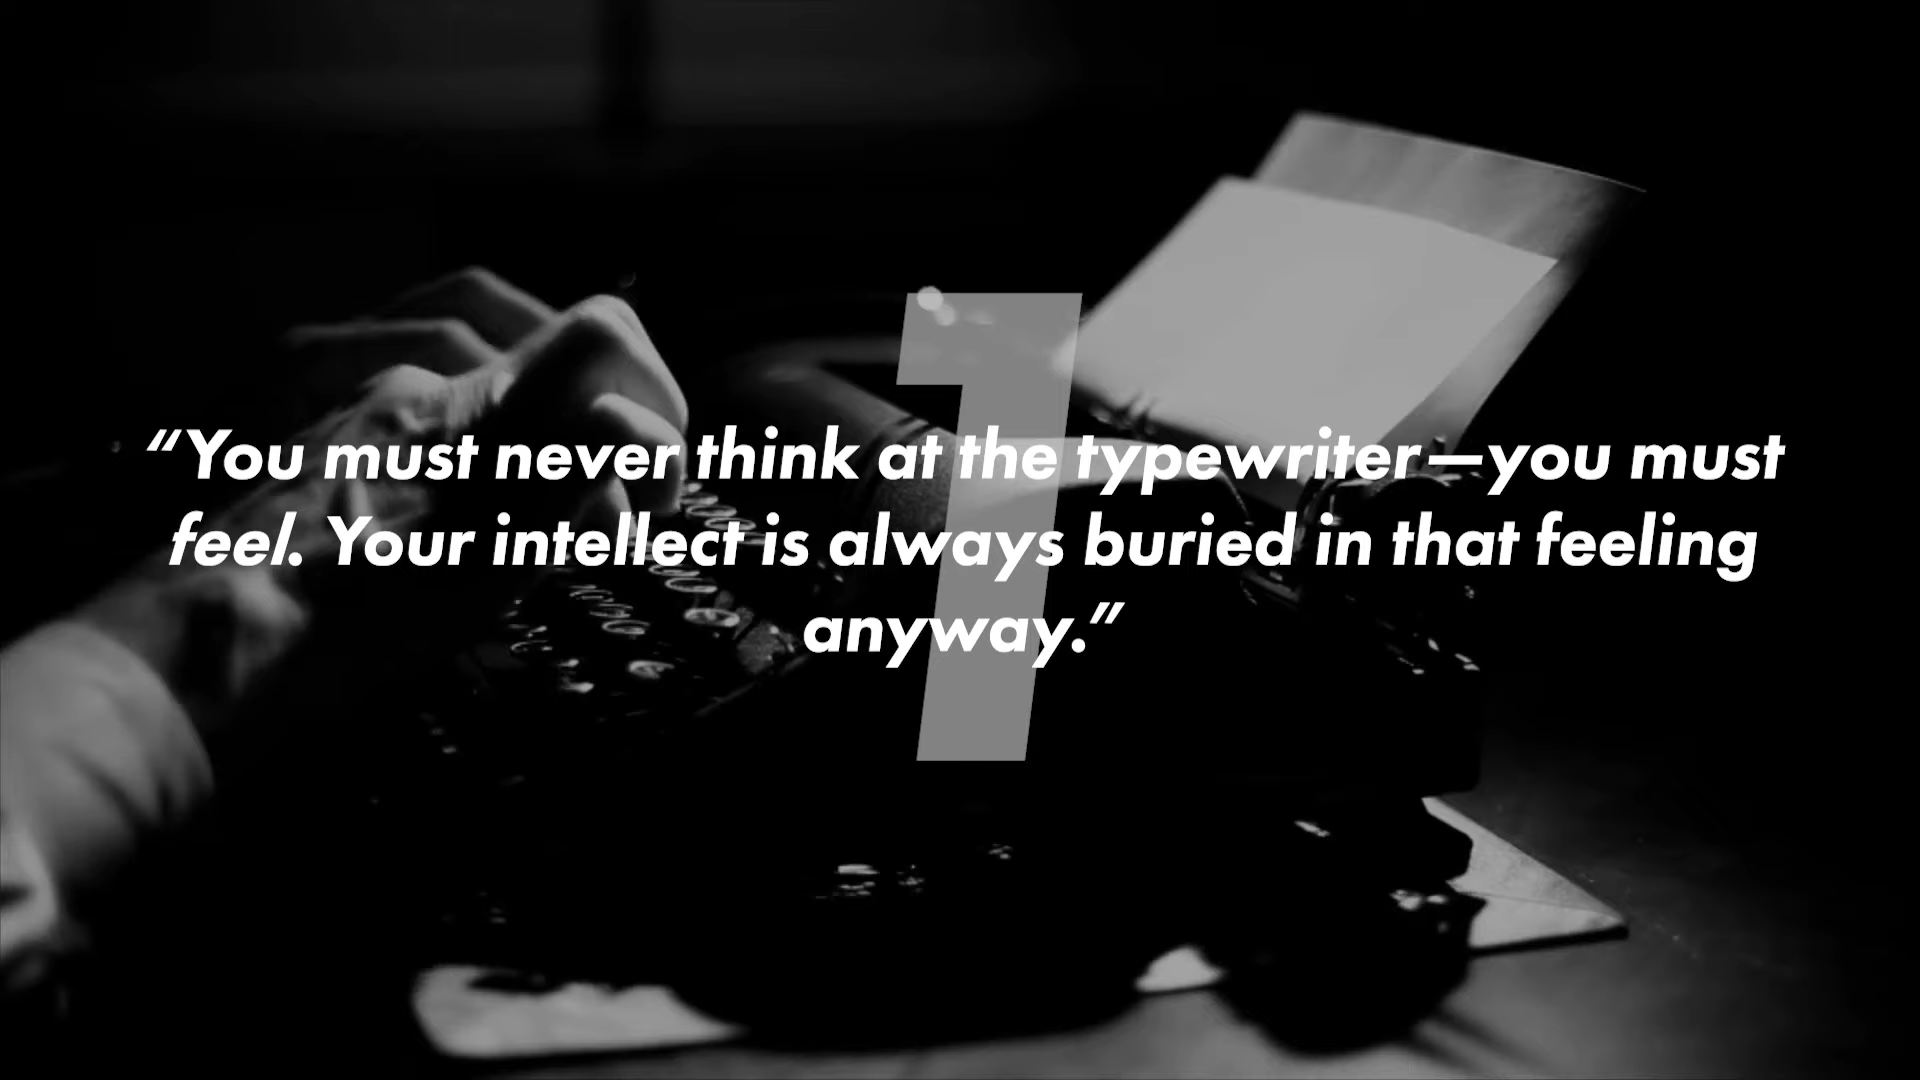 1
“You must never think at the typewriter—you must
feel. Your intellect is always buried in that feeling
anyway.”